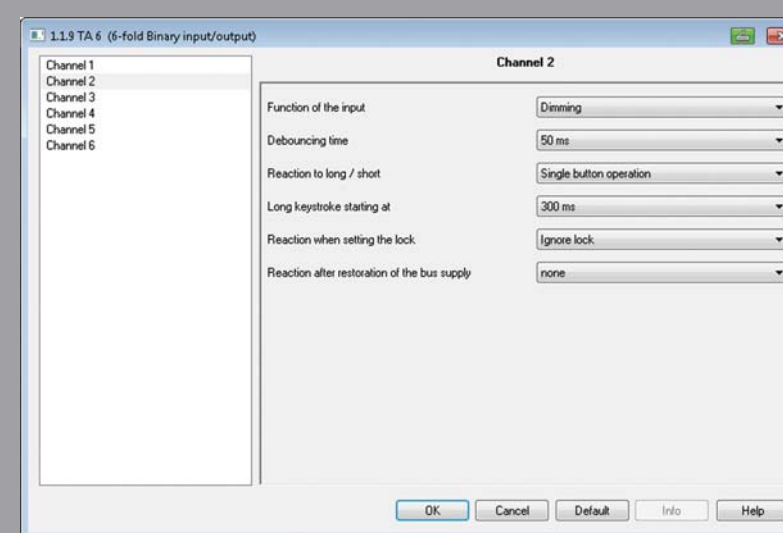 1.1.9 TA 6 (6-fold Binary input/output)
Channel 1
Channel 2
Channel 3
Channel 4
Channel 5
Channel 6
Channel 2
Function of the input Dimming
Debouncing time 50 ms
Reaction to long / short Single button operation
Long keystroke starting at 300 ms
Reaction when setting the lock Ignore lock
Reaction after restoration of the bus supply none
OK Cancel Default Info Help